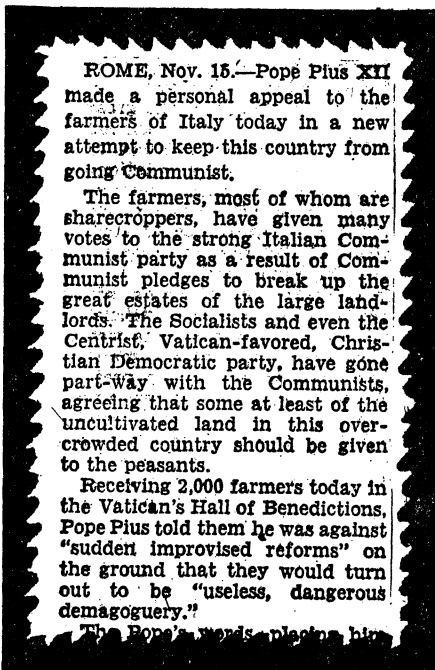 ROME, Nov. 15.—Pope Pius XII
made a personal appeal to the
farmers of Italy today in a new
attempt to keep this country from
going Communist.
The farmers, most of whom are
sharecroppers, have given many
votes to the strong Italian Com-
munist party as a result of Com-
munist pledges to break up the
great estates of the large land-
lords. The Socialists and even the
Centrist, Vatican-favored, Chris-
tian Democratic party, have gone
part-way with the Communists,
agreeing that some at least of the
uncultivated land in this over-
crowded country should be given
to the peasants.
Receiving 2,000 farmers today in
the Vatican's Hall of Benedictions,
Pope Pius told them he was against
"sudden improvised reforms" on
the ground that they would turn
out to be "useless, dangerous
demagoguery."
The Pope's words placing him